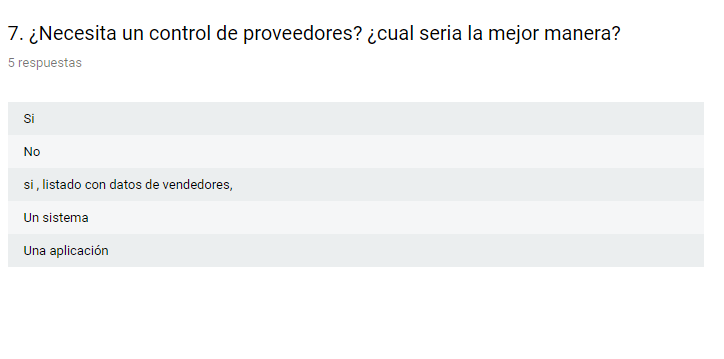 7. ¿Necesita un control de proveedores? ¿cual seria la mejor manera?
5 respuestas
Si
No
si , listado con datos de vendedores,
Un sistema
Una aplicación